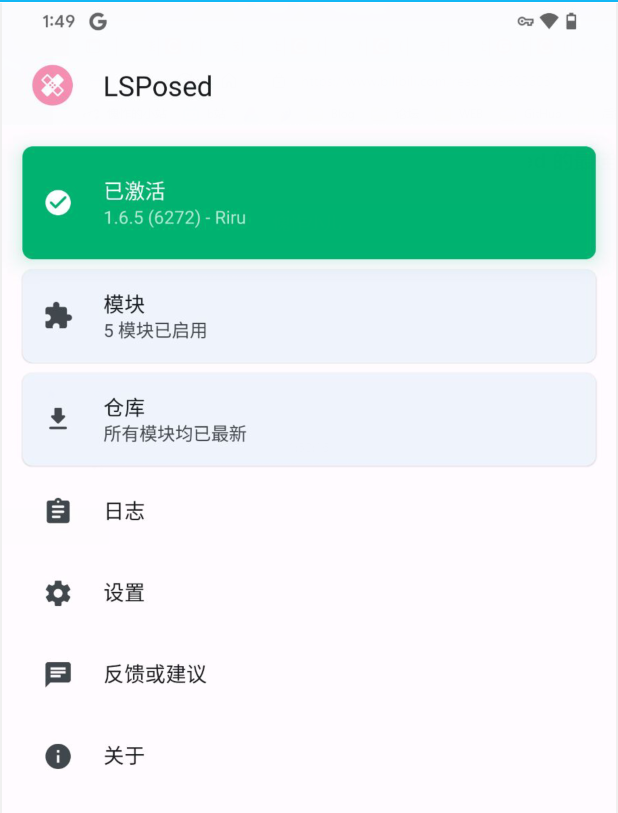 1:49
LSPosed
已激活
1.6.5 (6272) - Riru
模块
5 模块已启用
仓库
所有模块均已最新
日志
设置
反馈或建议
关于